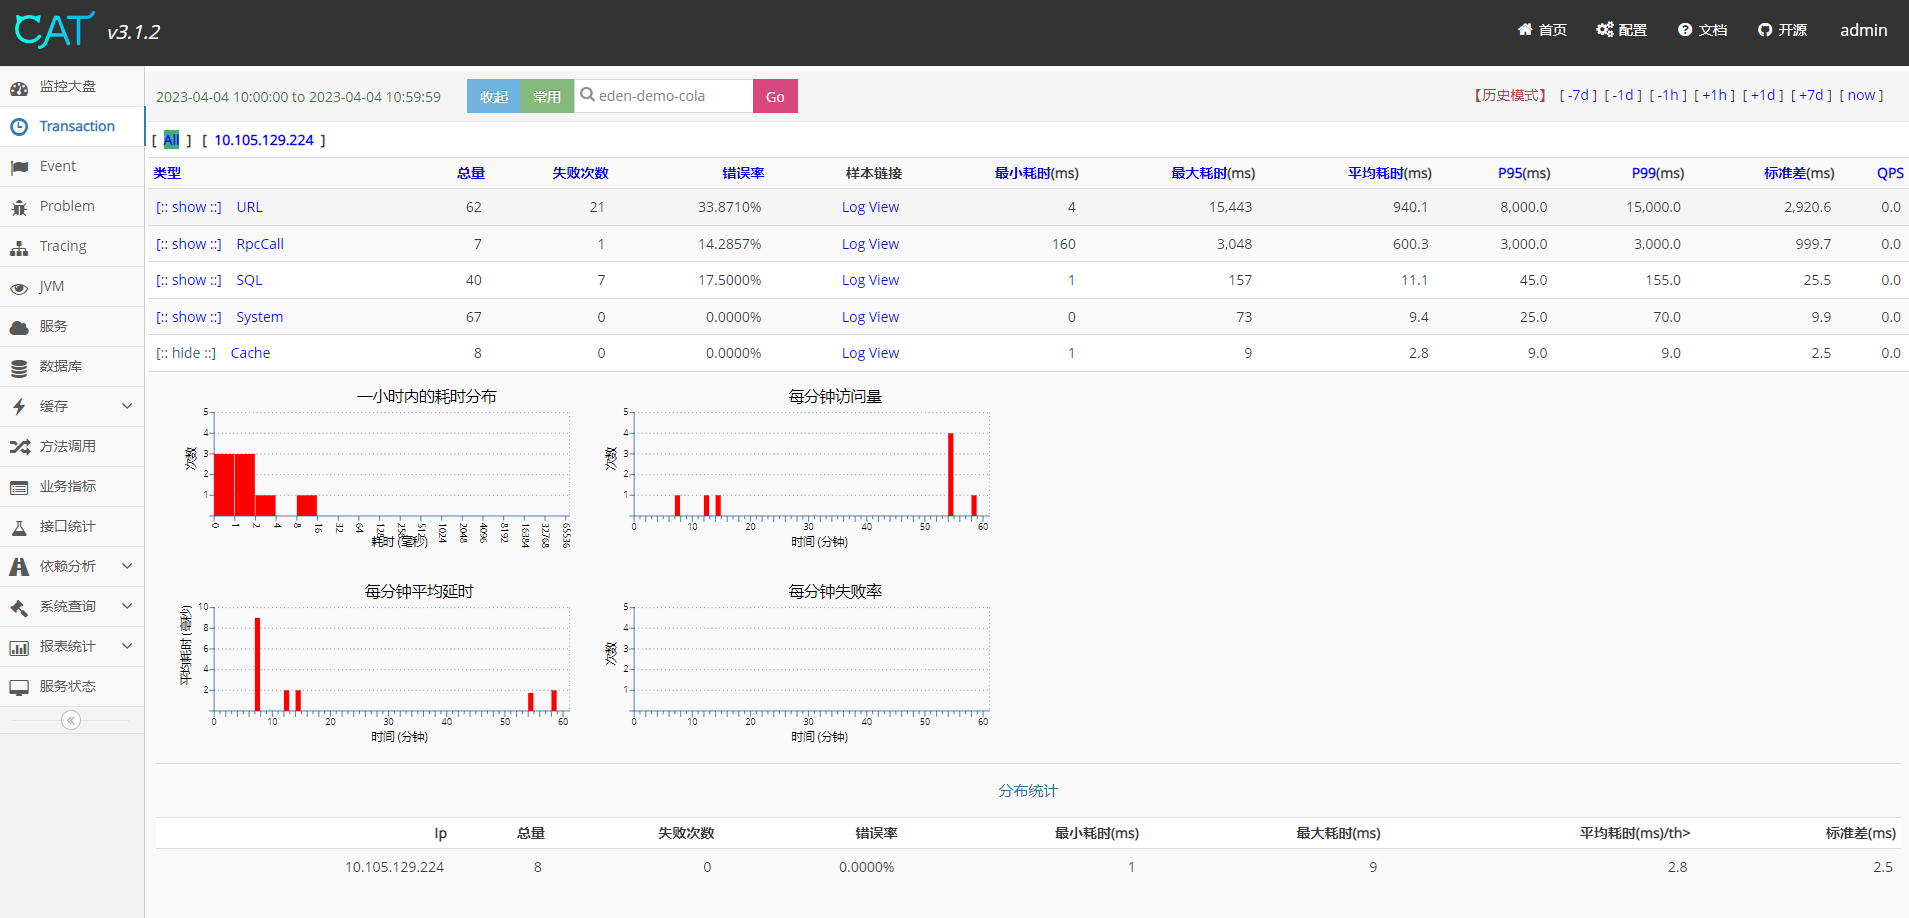 CAT v3.1.2 首页 配置 文档 开源 admin
监控大盘
Transaction
Event
Problem
Tracing
JVM
服务
数据库
缓存
方法调用
业务指标
接口统计
依赖分析
系统查询
报表统计
服务状态
2023-04-04 10:00:00 to 2023-04-04 10:59:59 收起 常用 eden-demo-cola Go 【历史模式】 [ -7d ] [ -1d ] [ -1h ] [ +1h ] [ +1d ] [ +7d ] [ now ]
[ All ] [ 10.105.129.224 ]
类型 总量 失败次数 错误率 样本链接 最小耗时(ms) 最大耗时(ms) 平均耗时(ms) P95(ms) P99(ms) 标准差(ms) QPS
[:: show ::] URL 62 21 33.8710% Log View 4 15,443 940.1 8,000.0 15,000.0 2,920.6 0.0
[:: show ::] RpcCall 7 1 14.2857% Log View 160 3,048 600.3 3,000.0 3,000.0 999.7 0.0
[:: show ::] SQL 40 7 17.5000% Log View 1 157 11.1 45.0 155.0 25.5 0.0
[:: show ::] System 67 0 0.0000% Log View 0 73 9.4 25.0 70.0 9.9 0.0
[:: hide ::] Cache 8 0 0.0000% Log View 1 9 2.8 9.0 9.0 2.5 0.0
一小时内的耗时分布
次数
5
4
3
2
1
0 1 2 4 8 16 32 64 128 256 512 1024 2048 4096 8192 16384 32768 65536
耗时 (毫秒)
每分钟访问量
次数
5
4
3
2
1
0 10 20 30 40 50 60
时间 (分钟)
每分钟平均延时
平均耗时 (毫秒)
10
8
6
4
2
0 10 20 30 40 50 60
时间 (分钟)
每分钟失败率
次数
5
4
3
2
1
0 10 20 30 40 50 60
时间 (分钟)
分布统计
Ip 总量 失败次数 错误率 最小耗时(ms) 最大耗时(ms) 平均耗时(ms)/th> 标准差(ms)
10.105.129.224 8 0 0.0000% 1 9 2.8 2.5